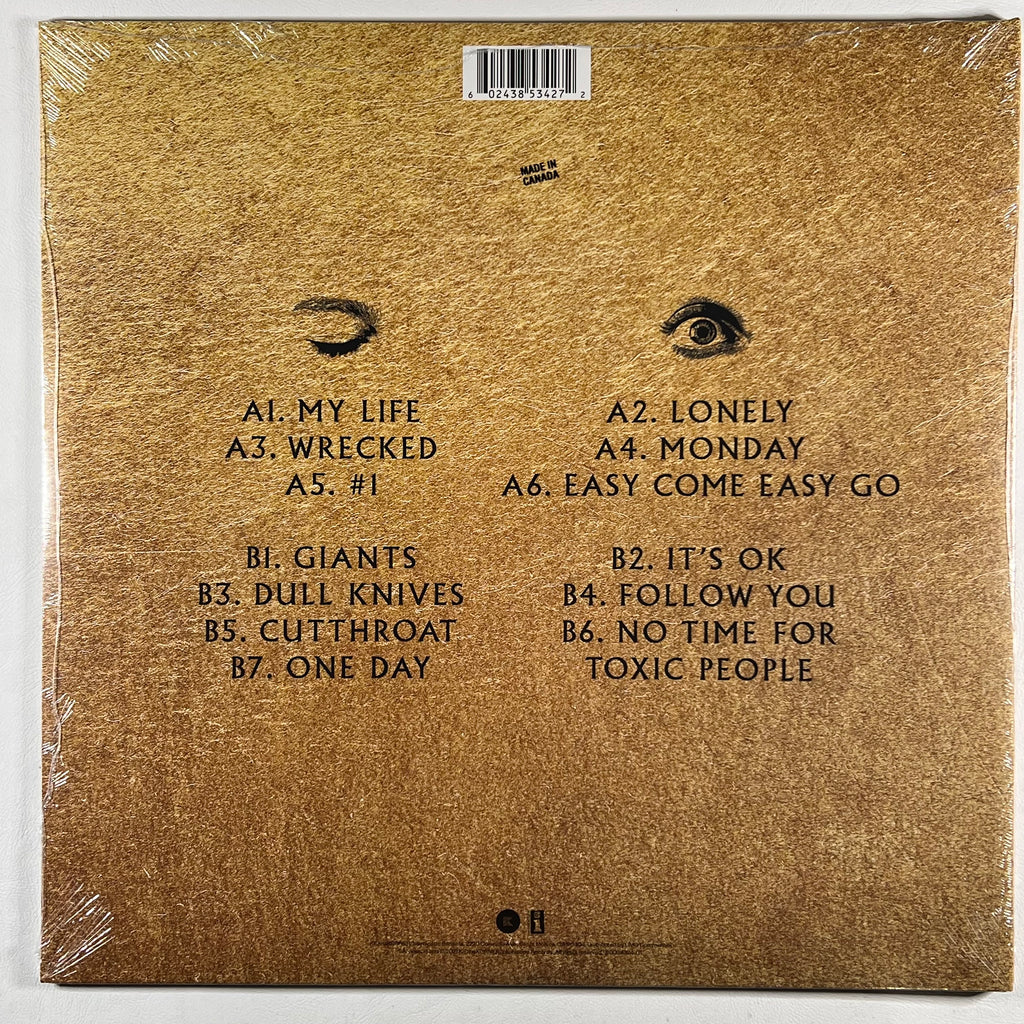 6 02438 53427 2
MADE IN
CANADA
A1. MY LIFE
A2. LONELY
A3. WRECKED
A4. MONDAY
A5. #1
A6. EASY COME EASY GO
B1. GIANTS
B2. IT'S OK
B3. DULL KNIVES
B4. FOLLOW YOU
B5. CUTTHROAT
B6. NO TIME FOR
TOXIC PEOPLE
B7. ONE DAY
K